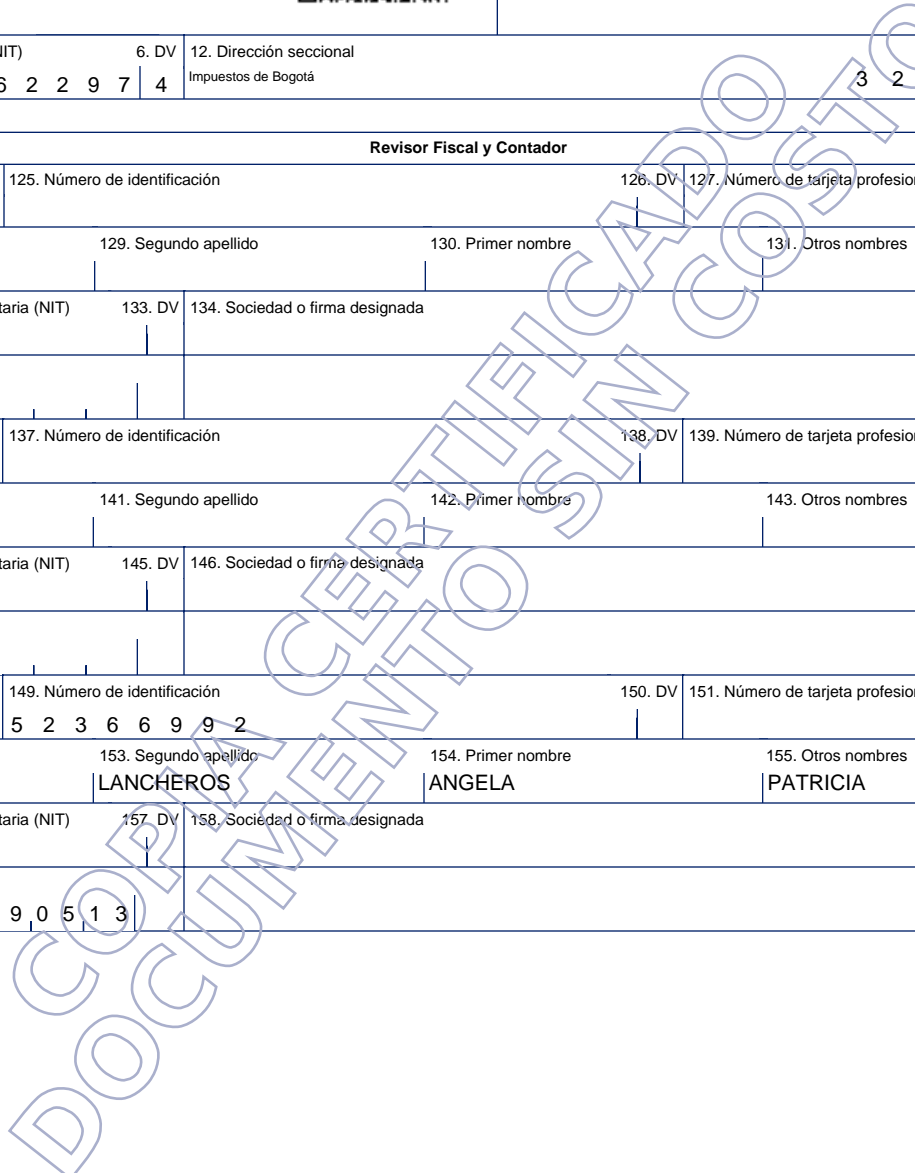 NIT) 6. DV 12. Dirección seccional
6 2 2 9 7 4 Impuestos de Bogotá 3 2
Revisor Fiscal y Contador
125. Número de identificación 126. DV 127. Número de tarjeta profesion
129. Segundo apellido 130. Primer nombre 131. Otros nombres
taria (NIT) 133. DV 134. Sociedad o firma designada
137. Número de identificación 138. DV 139. Número de tarjeta profesion
141. Segundo apellido 142. Primer nombre 143. Otros nombres
taria (NIT) 145. DV 146. Sociedad o firma designada
149. Número de identificación 150. DV 151. Número de tarjeta profesion
5 2 3 6 6 9 9 2
153. Segundo apellido 154. Primer nombre 155. Otros nombres
LANCHEROS ANGELA PATRICIA
taria (NIT) 157. DV 158. Sociedad o firma designada
9 0 5 1 3
COPIA CERTIFICADO
DOCUMENTO SIN COSTO